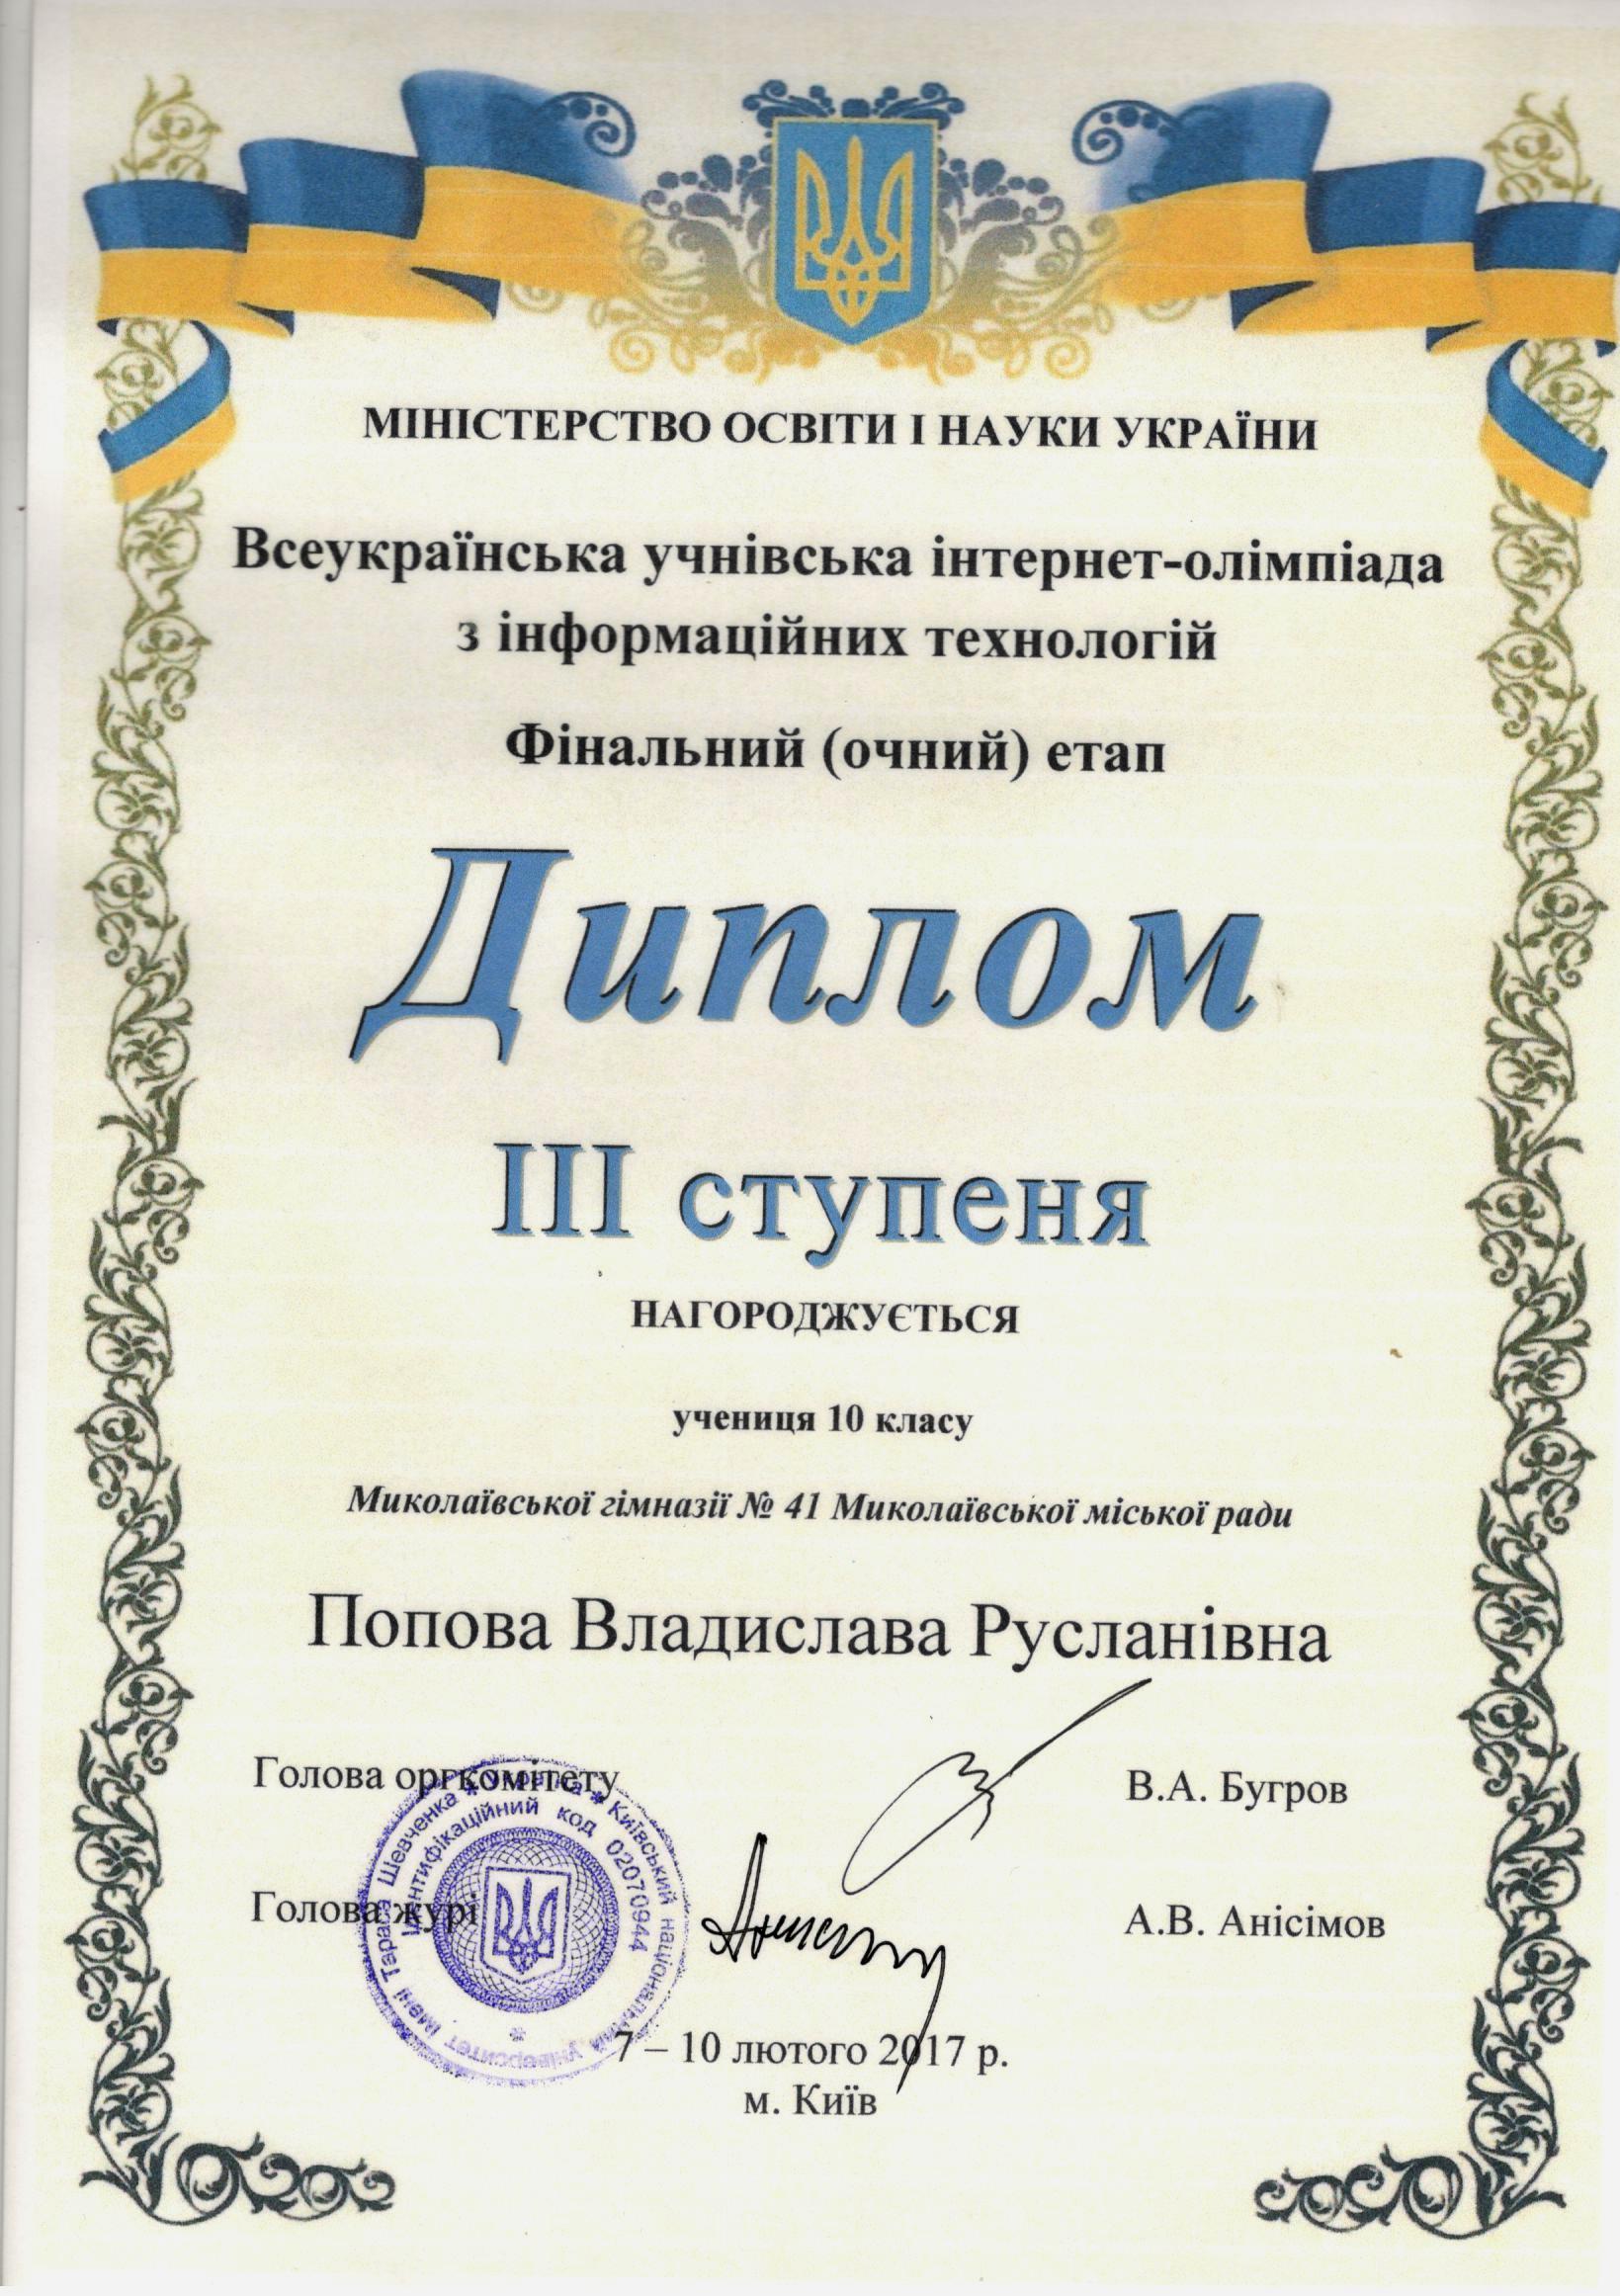 МІНІСТЕРСТВО ОСВІТИ І НАУКИ УКРАЇНИ
Всеукраїнська учнівська інтернет-олімпіада
з інформаційних технологій
Фінальний (очний) етап
Диплом
ІІІ ступеня
НАГОРОДЖУЄТЬСЯ
учениця 10 класу
Миколаївської гімназії № 41 Миколаївської міської ради
Попова Владислава Русланівна
Голова оргкомітету В.А. Бугров
Голова журі А.В. Анісімов
Україна * Київський національний університет імені Тараса Шевченка *
Ідентифікаційний код 02070944
7 – 10 лютого 2017 р.
м. Київ